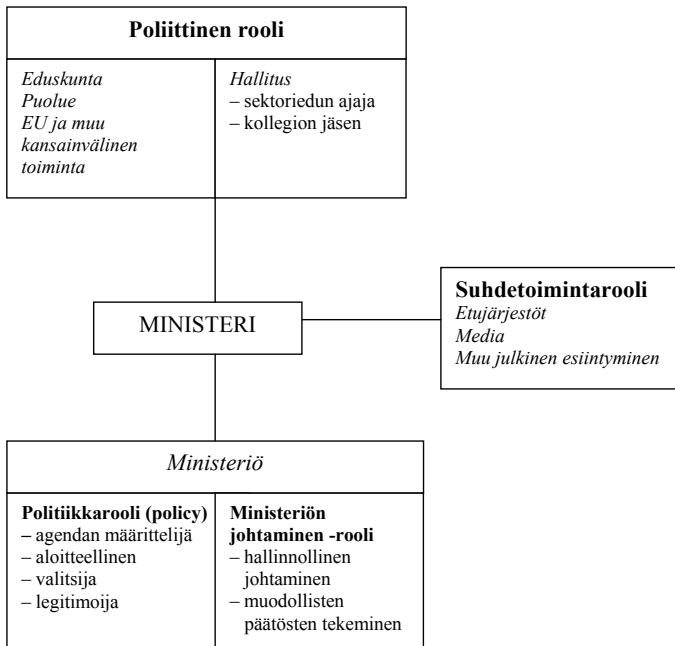 Poliittinen rooli
Eduskunta
Puolue
EU ja muu
kansainvälinen
toiminta
Hallitus
– sektoriedun ajaja
– kollegion jäsen
MINISTERI
Suhdetoimintarooli
Etujärjestöt
Media
Muu julkinen esiintyminen
Ministeriö
Politiikkarooli (policy)
– agendan määrittelijä
– aloitteellinen
– valitsija
– legitimoija
Ministeriön
johtaminen -rooli
– hallinnollinen
johtaminen
– muodollisten
päätösten tekeminen